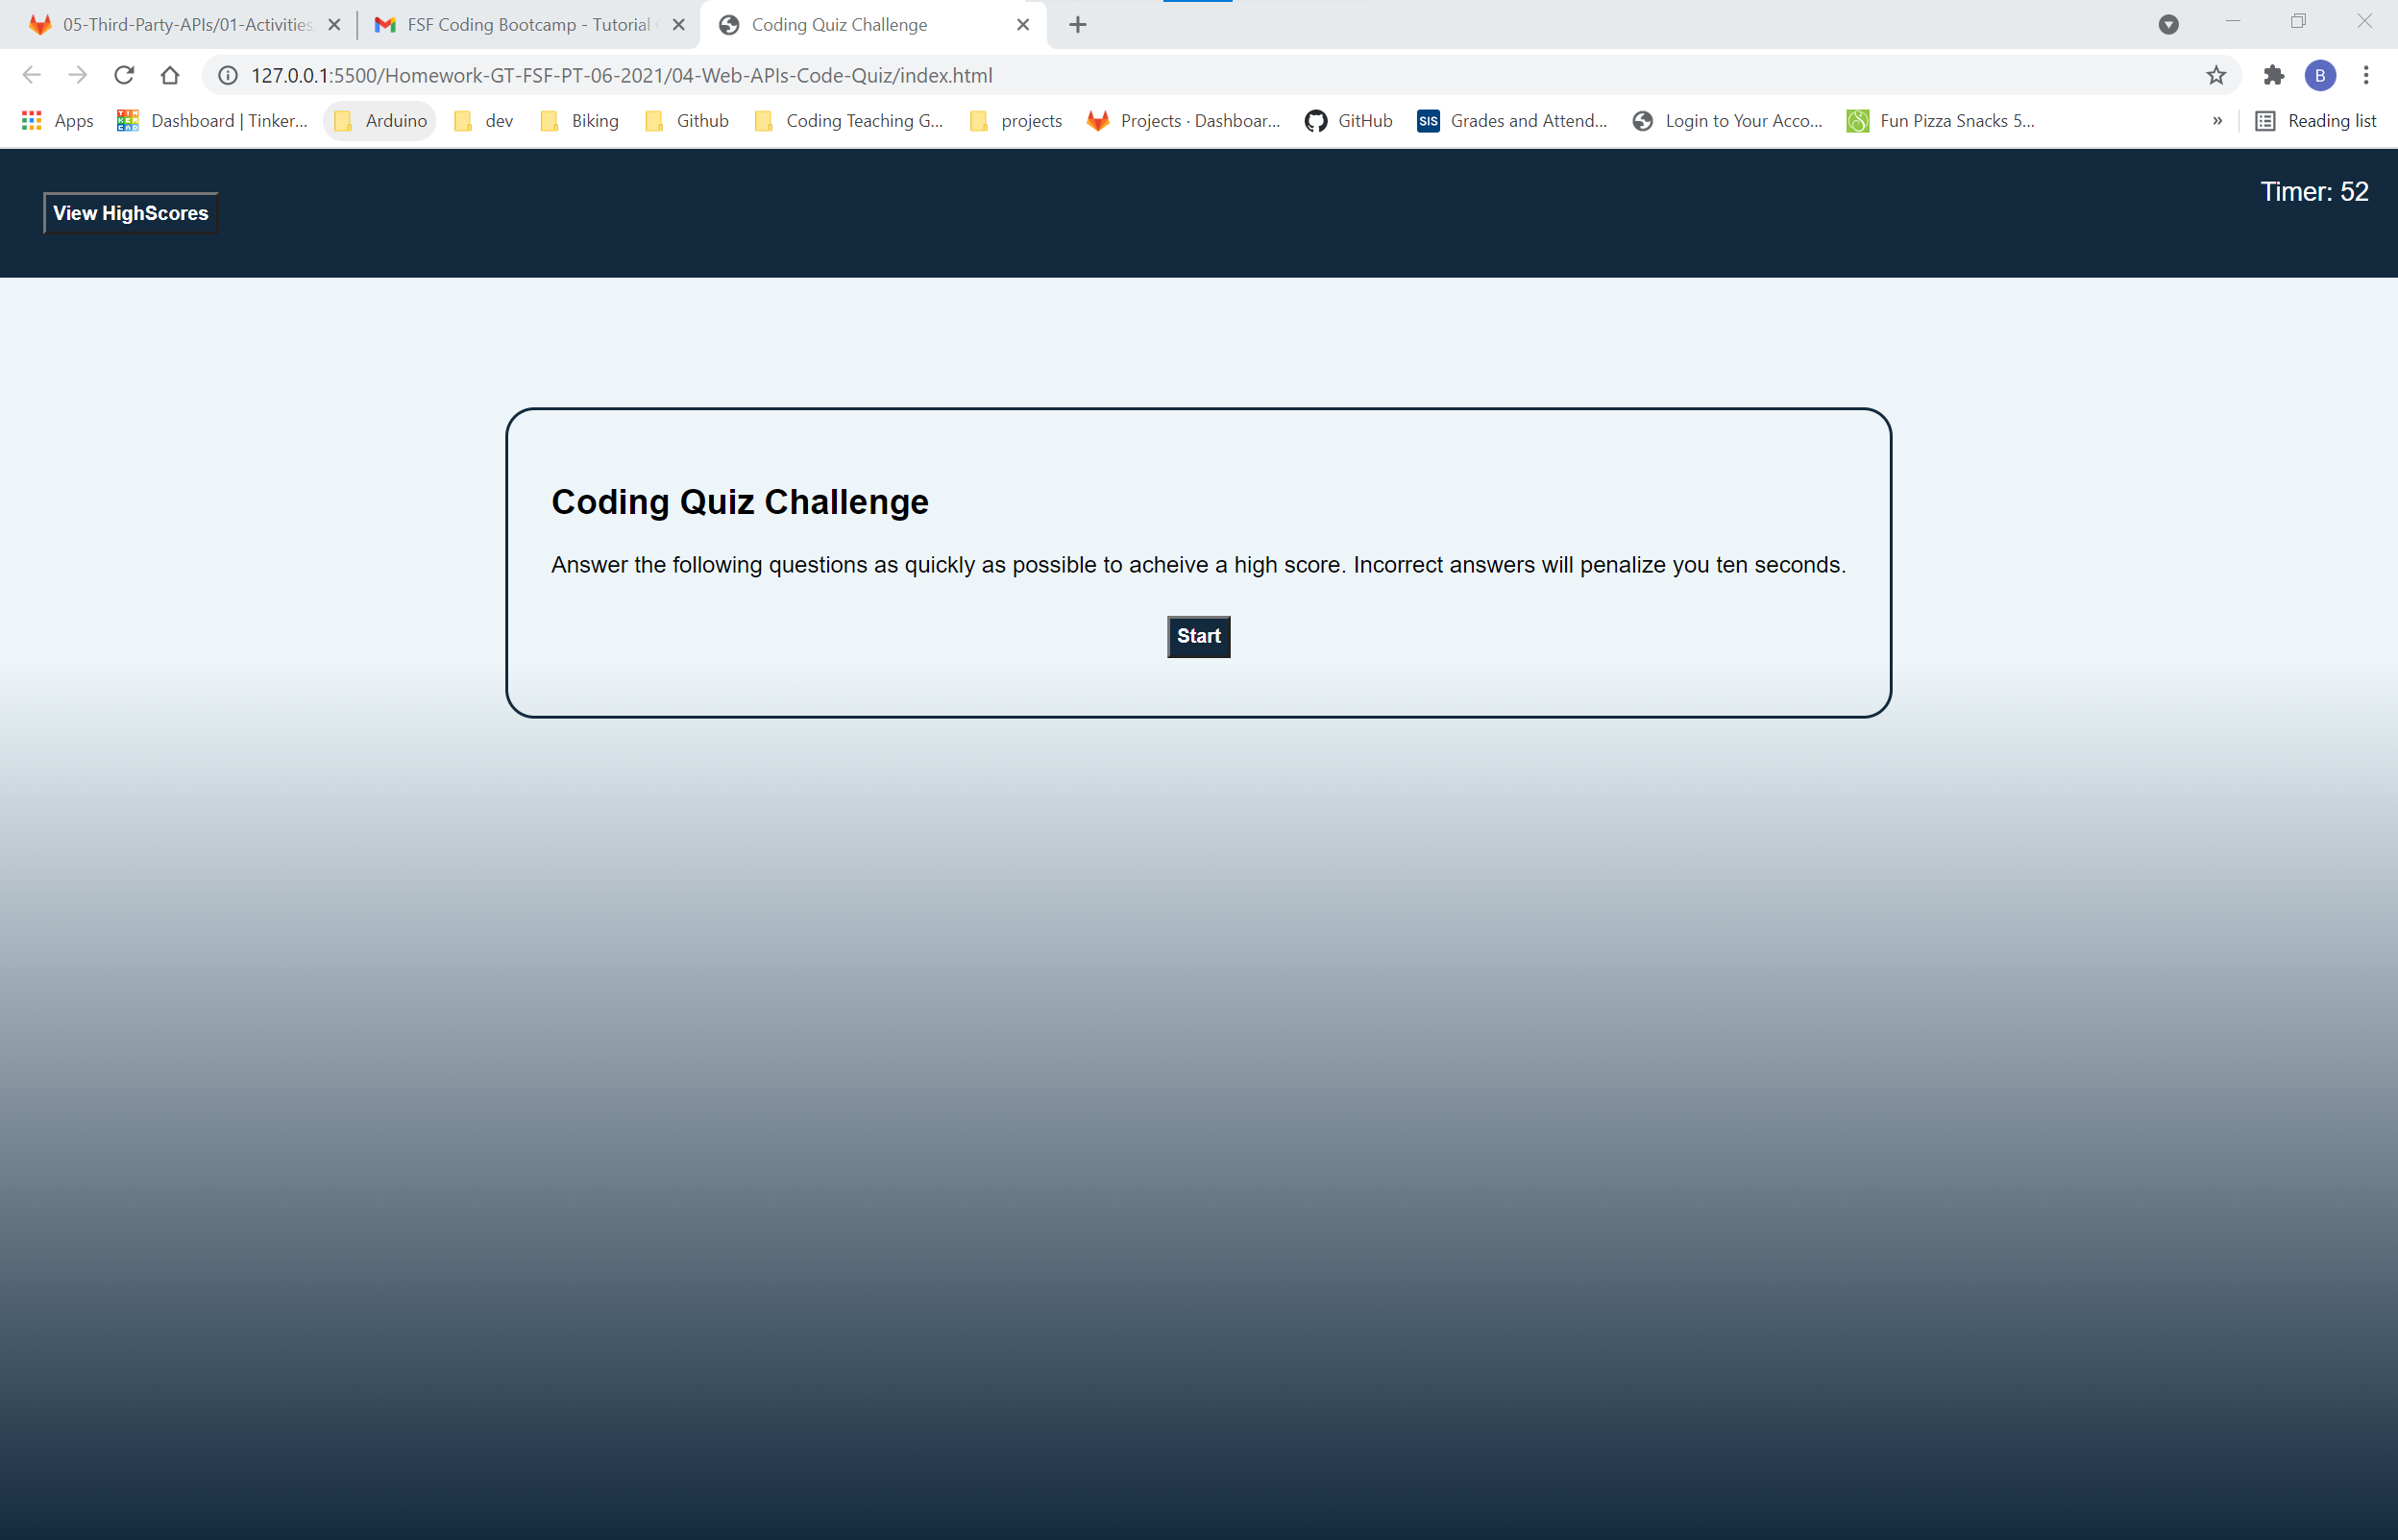 05-Third-Party-APIs/01-Activities
FSF Coding Bootcamp - Tutorial
Coding Quiz Challenge
127.0.0.1:5500/Homework-GT-FSF-PT-06-2021/04-Web-APIs-Code-Quiz/index.html
B
Apps
Dashboard | Tinker...
Arduino
dev
Biking
Github
Coding Teaching G...
projects
Projects · Dashboar...
GitHub
SIS
Grades and Attend...
Login to Your Acco...
Fun Pizza Snacks 5...
»
Reading list
View HighScores
Timer: 52
Coding Quiz Challenge
Answer the following questions as quickly as possible to acheive a high score. Incorrect answers will penalize you ten seconds.
Start